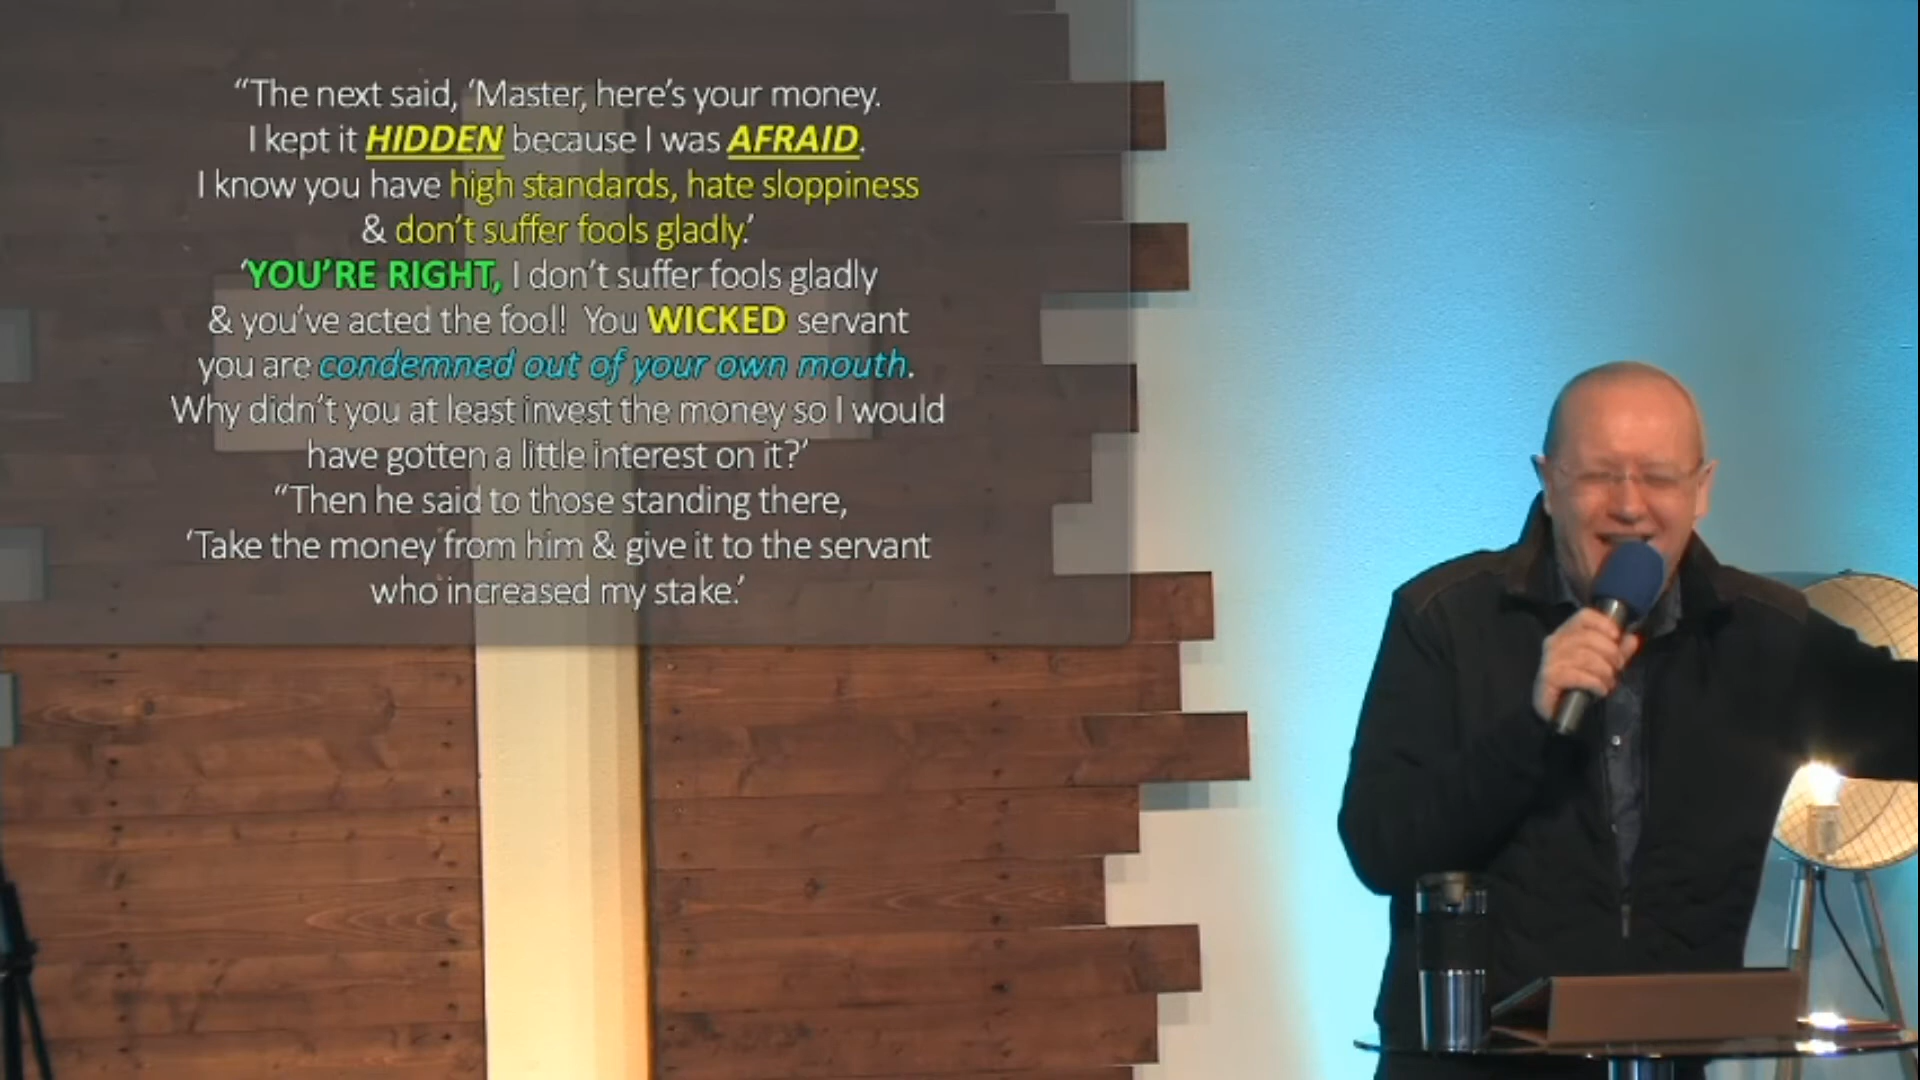 “The next said, ‘Master, here’s your money.
I kept it HIDDEN because I was AFRAID.
I know you have high standards, hate sloppiness
& don’t suffer fools gladly.’
‘YOU’RE RIGHT, I don’t suffer fools gladly
& you’ve acted the fool! You WICKED servant
you are condemned out of your own mouth.
Why didn’t you at least invest the money so I would
have gotten a little interest on it?’
“Then he said to those standing there,
‘Take the money from him & give it to the servant
who increased my stake.’